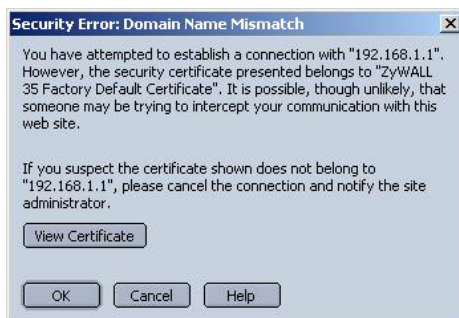 Security Error: Domain Name Mismatch
You have attempted to establish a connection with "192.168.1.1".
However, the security certificate presented belongs to "ZyWALL
35 Factory Default Certificate". It is possible, though unlikely, that
someone may be trying to intercept your communication with this
web site.
If you suspect the certificate shown does not belong to
"192.168.1.1", please cancel the connection and notify the site
administrator.
View Certificate
OK Cancel Help